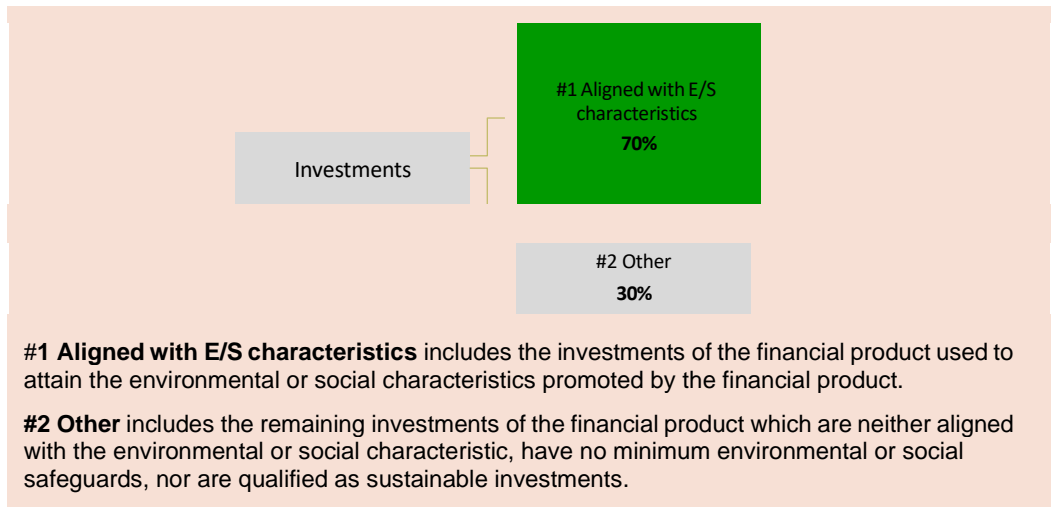 #1 Aligned with E/S
characteristics
70%
Investments
#2 Other
30%
#1 Aligned with E/S characteristics includes the investments of the financial product used to
attain the environmental or social characteristics promoted by the financial product.
#2 Other includes the remaining investments of the financial product which are neither aligned
with the environmental or social characteristic, have no minimum environmental or social
safeguards, nor are qualified as sustainable investments.